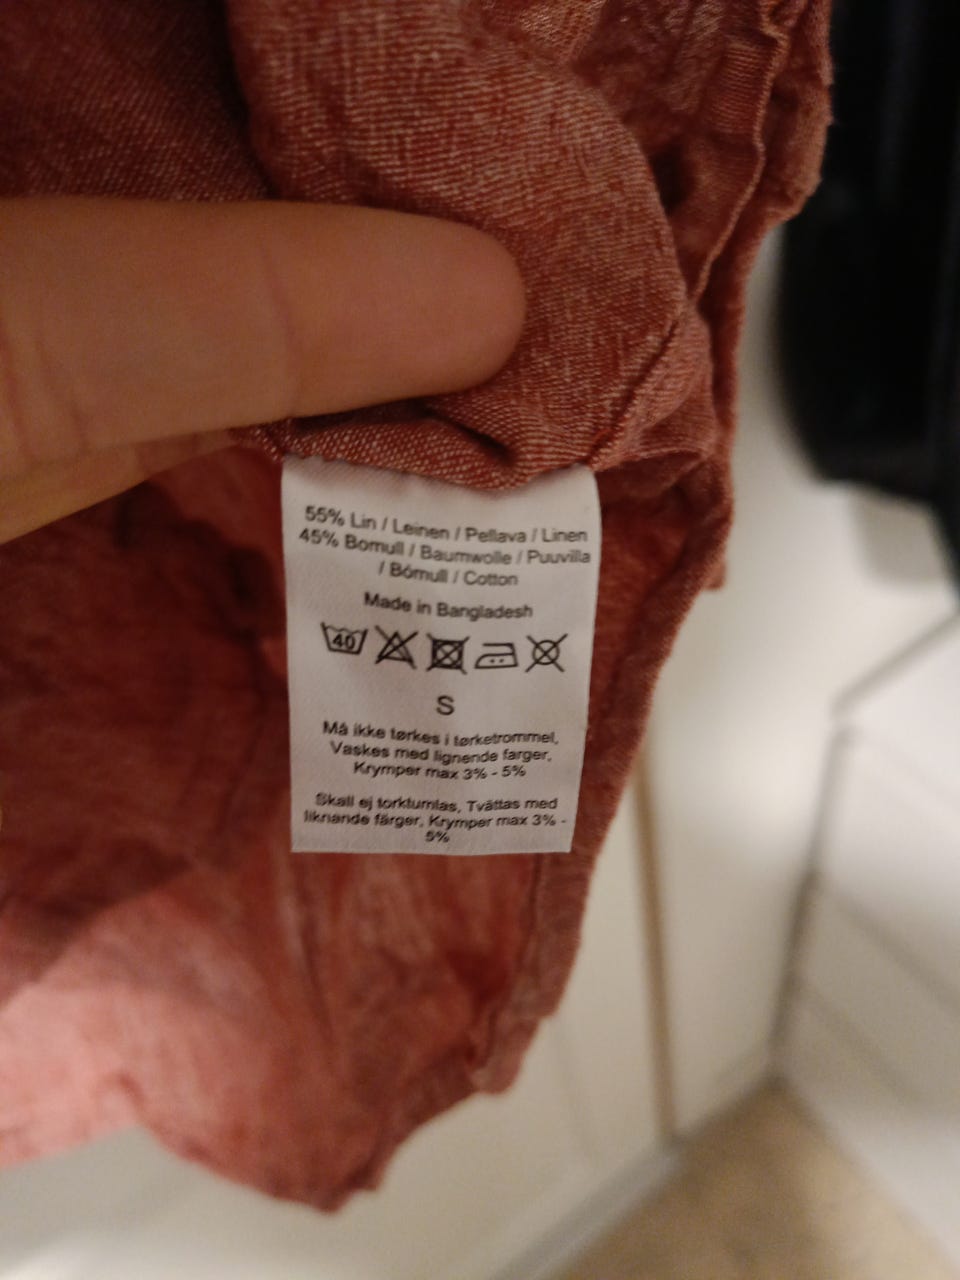 55% Lin / Leinen / Pellava / Linen
45% Bomull / Baumwolle / Puuvilla
/ Bómull / Cotton
Made in Bangladesh
40
S
Må ikke tørkes i tørketrommel,
Vaskes med lignende farger,
Krymper max 3% - 5%
Skall ej torktumlas, Tvättas med
liknande färger, Krymper max 3% -
5%